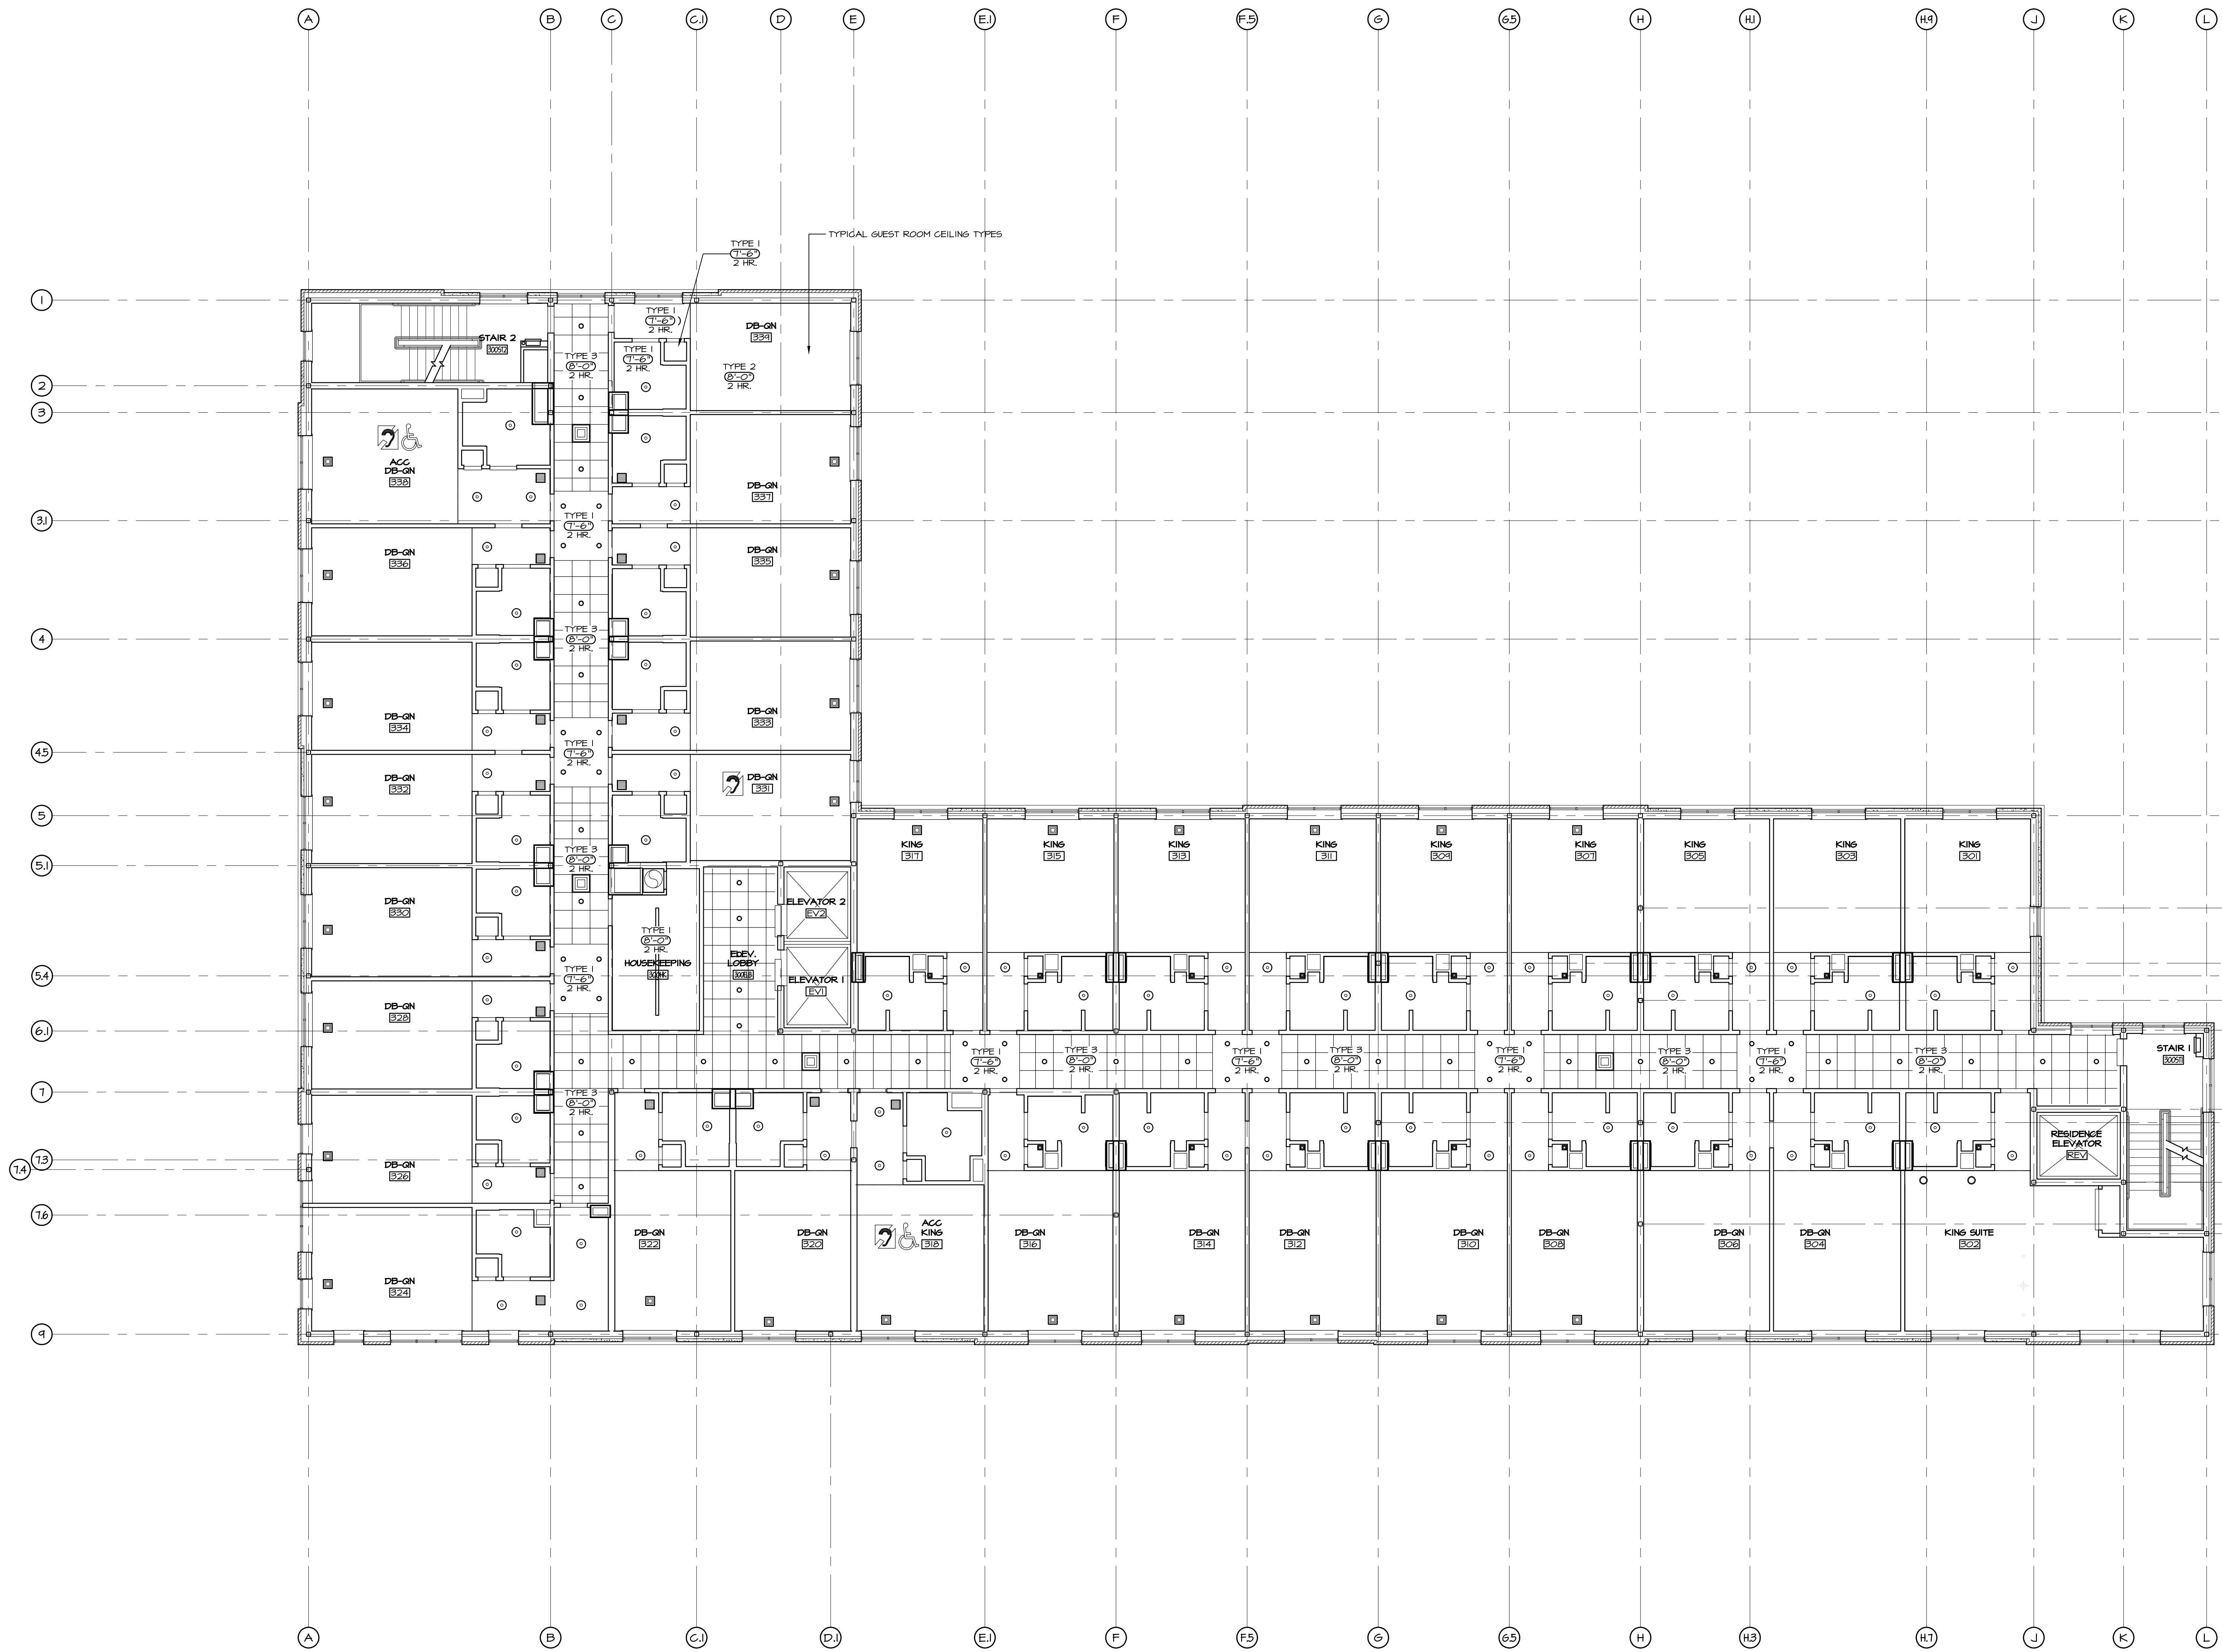 A B C C.1 D E E.1 F F.5 G G.5 H H.1 H.9 J K L
TYPICAL GUEST ROOM CEILING TYPES
TYPE 1
7'-6"
2 HR.
1
TYPE 1
7'-6"
2 HR.
DB-QN
339
STAIR 2
300ST2
TYPE 3
8'-0"
2 HR.
TYPE 1
7'-6"
2 HR.
TYPE 2
8'-0"
2 HR.
2
3
ACC
DB-QN
338
DB-QN
337
3.1
TYPE 1
7'-6"
2 HR.
DB-QN
336
DB-QN
335
4
TYPE 3
8'-0"
2 HR.
DB-QN
334
DB-QN
333
4.5
TYPE 1
7'-6"
2 HR.
DB-QN
332
DB-QN
331
5
KING
317
KING
315
KING
313
KING
311
KING
309
KING
307
KING
305
KING
303
KING
301
5.1
TYPE 3
8'-0"
2 HR.
DB-QN
330
ELEVATOR 2
EV2
TYPE 1
8'-0"
2 HR.
HOUSEKEEPING
300HK
ELEV.
LOBBY
300ELB
ELEVATOR 1
EV1
5.4
TYPE 1
7'-6"
2 HR.
DB-QN
328
6.1
TYPE 1
7'-6"
2 HR.
TYPE 3
8'-0"
2 HR.
TYPE 1
7'-6"
2 HR.
TYPE 3
8'-0"
2 HR.
TYPE 1
7'-6"
2 HR.
TYPE 3
8'-0"
2 HR.
TYPE 1
7'-6"
2 HR.
TYPE 3
8'-0"
2 HR.
STAIR 1
300ST1
7
TYPE 3
8'-0"
2 HR.
RESIDENCE
ELEVATOR
REV
7.3
7.4
DB-QN
326
7.6
DB-QN
322
DB-QN
320
ACC
KING
318
DB-QN
316
DB-QN
314
DB-QN
312
DB-QN
310
DB-QN
308
DB-QN
306
DB-QN
304
KING SUITE
302
DB-QN
324
9
A B C.1 D.1 E.1 F F.5 G G.5 H H.3 H.7 J K L